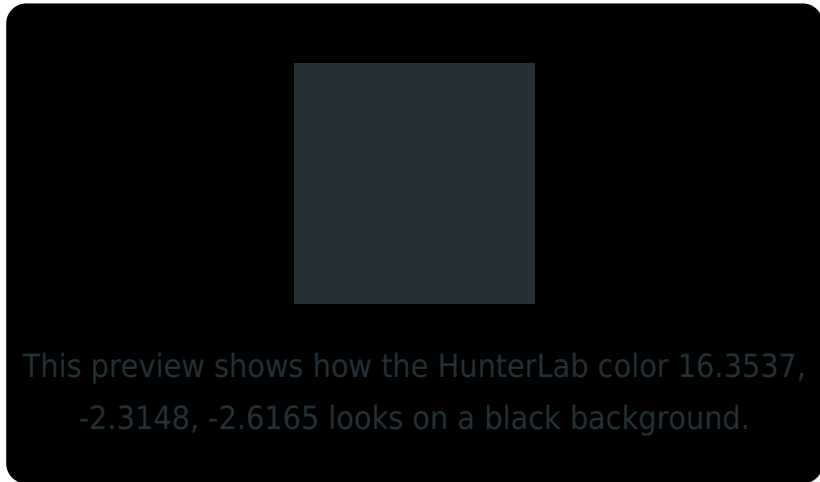 This preview shows how the HunterLab color 16.3537,
-2.3148, -2.6165 looks on a black background.